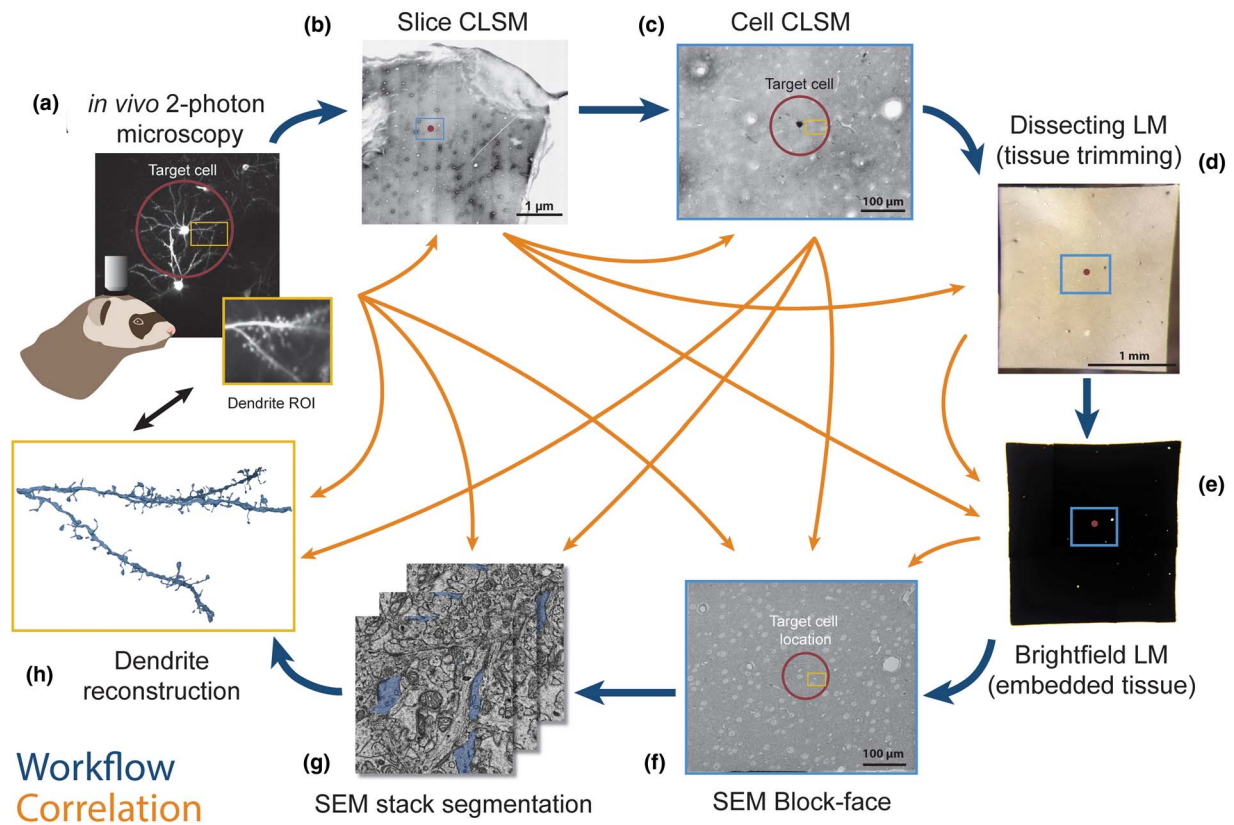 (a)
in vivo 2-photon
microscopy
Target cell
Dendrite ROI
(b)
Slice CLSM
1 µm
(c)
Cell CLSM
Target cell
100 µm
Dissecting LM
(tissue trimming)
(d)
1 mm
(e)
Brightfield LM
(embedded tissue)
Target cell
location
100 µm
(f)
SEM Block-face
(g)
SEM stack segmentation
(h)
Dendrite
reconstruction
Workflow
Correlation